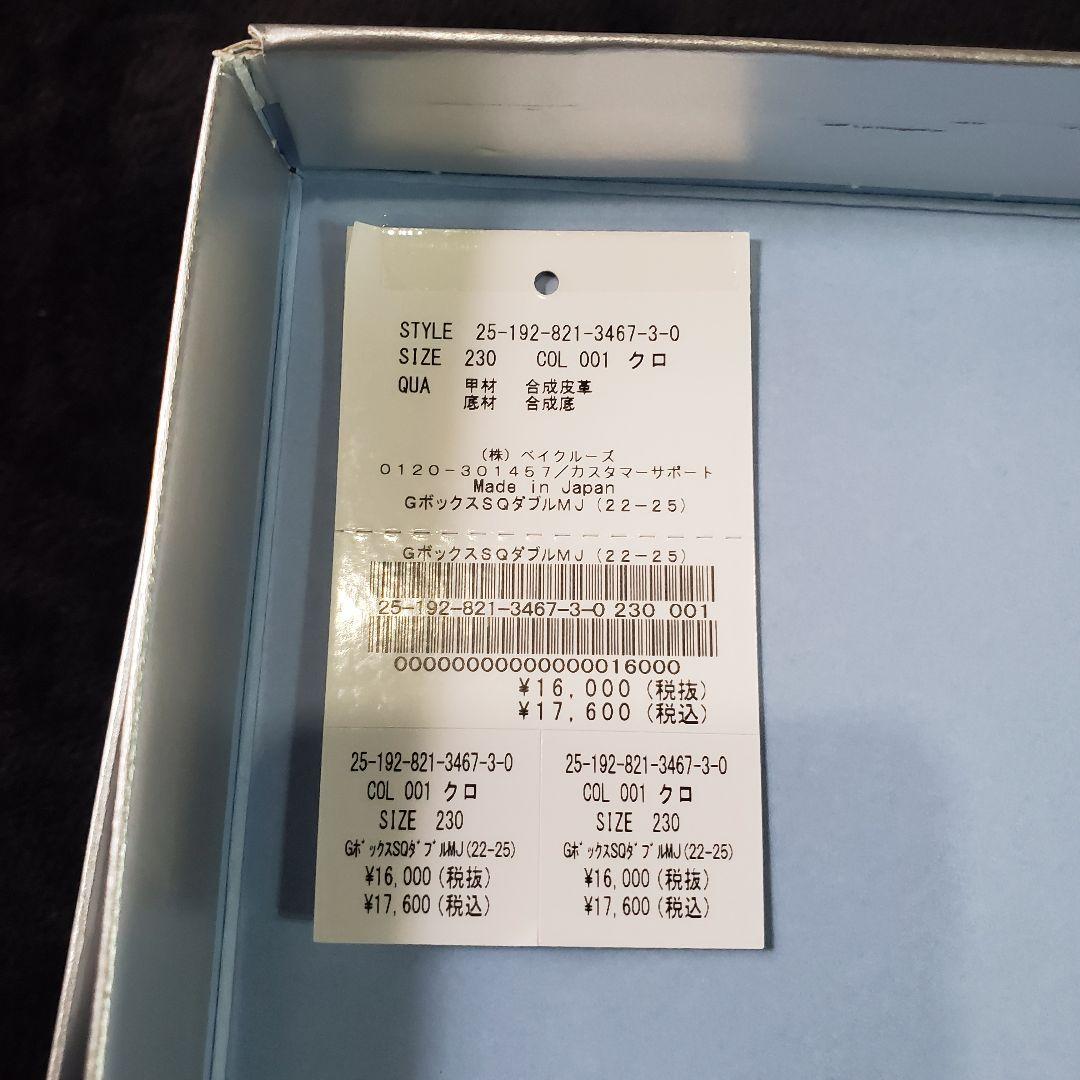 STYLE 25-192-821-3467-3-0
SIZE 230 COL 001 クロ
QUA 甲材 合成皮革
底材 合成底
(株) ベイクルーズ
0120-301457/カスタマーサポート
Made in Japan
GボックスSQダブルMJ (22-25)
GボックスSQダブルMJ (22-25)
25-192-821-3467-3-0 230 001
00000000000000016000
¥16,000 (税抜)
¥17,600 (税込)
25-192-821-3467-3-0
COL 001 クロ
SIZE 230
GボックスSQダブルMJ(22-25)
¥16,000 (税抜)
¥17,600 (税込)
25-192-821-3467-3-0
COL 001 クロ
SIZE 230
GボックスSQダブルMJ(22-25)
¥16,000 (税抜)
¥17,600 (税込)